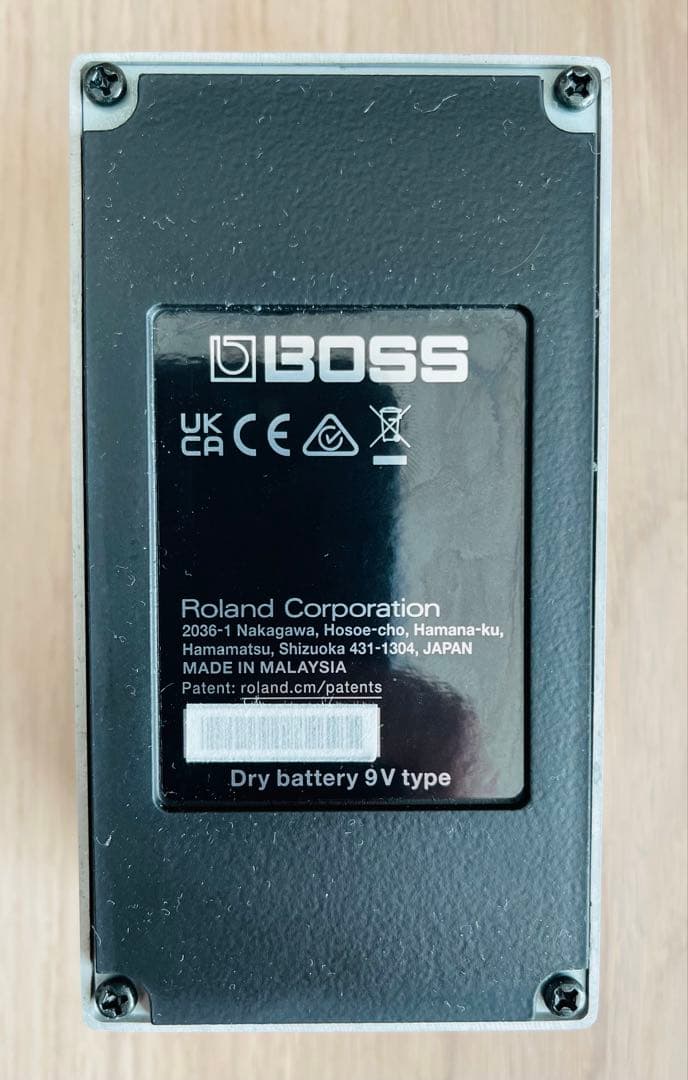 BOSS
UK
CA CE
Roland Corporation
2036-1 Nakagawa, Hosoe-cho, Hamana-ku,
Hamamatsu, Shizuoka 431-1304, JAPAN
MADE IN MALAYSIA
Patent: roland.cm/patents
Dry battery 9V type